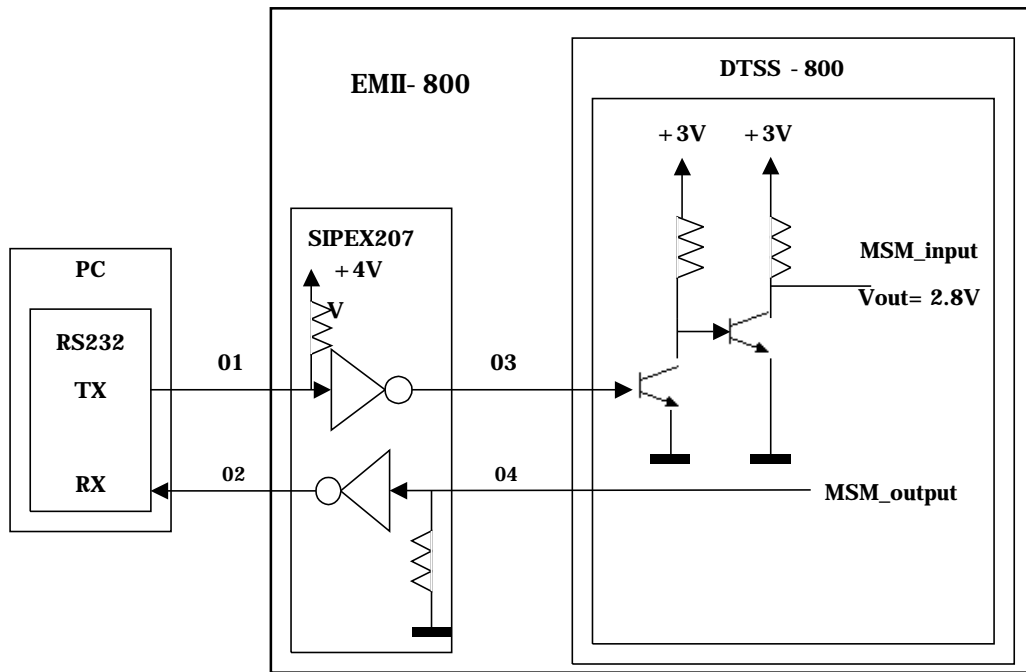 DTSS - 800
EMII- 800
+3V +3V
SIPEX207
+4V
V
MSM_input
Vout= 2.8V
PC
RS232
TX
01
03
RX
02
04
MSM_output